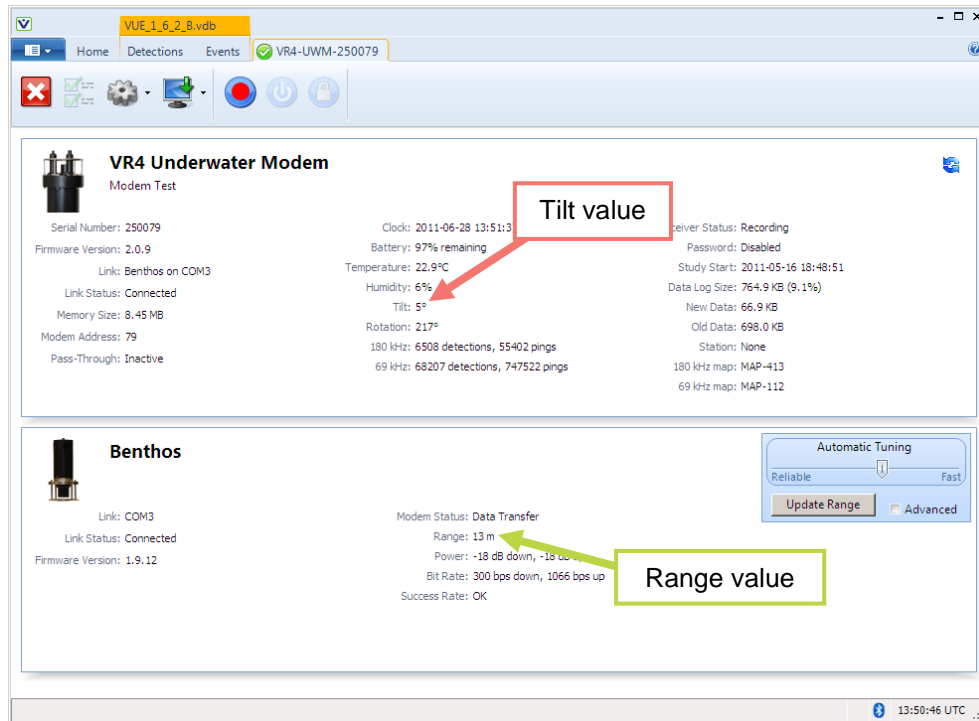 VUE_1_6_2_B.vdb
Home Detections Events VR4-UWM-250079
VR4 Underwater Modem
Modem Test
Tilt value
Serial Number: 250079
Firmware Version: 2.0.9
Link: Benthos on COM3
Link Status: Connected
Memory Size: 8.45 MB
Modem Address: 79
Pass-Through: Inactive
Clock: 2011-06-28 13:51:3
Battery: 97% remaining
Temperature: 22.9°C
Humidity: 6%
Tilt: 5°
Rotation: 217°
180 kHz: 6508 detections, 55402 pings
69 kHz: 68207 detections, 747522 pings
Status: Recording
Password: Disabled
Study Start: 2011-05-16 18:48:51
Data Log Size: 764.9 KB (9.1%)
New Data: 66.9 KB
Old Data: 698.0 KB
Station: None
180 kHz map: MAP-413
69 kHz map: MAP-112
Benthos
Link: COM3
Link Status: Connected
Firmware Version: 1.9.12
Modem Status: Data Transfer
Range: 13 m
Power: -18 dB down, -18 dB
Bit Rate: 300 bps down, 1066 bps up
Success Rate: OK
Range value
Automatic Tuning
Reliable Fast
Update Range Advanced
13:50:46 UTC